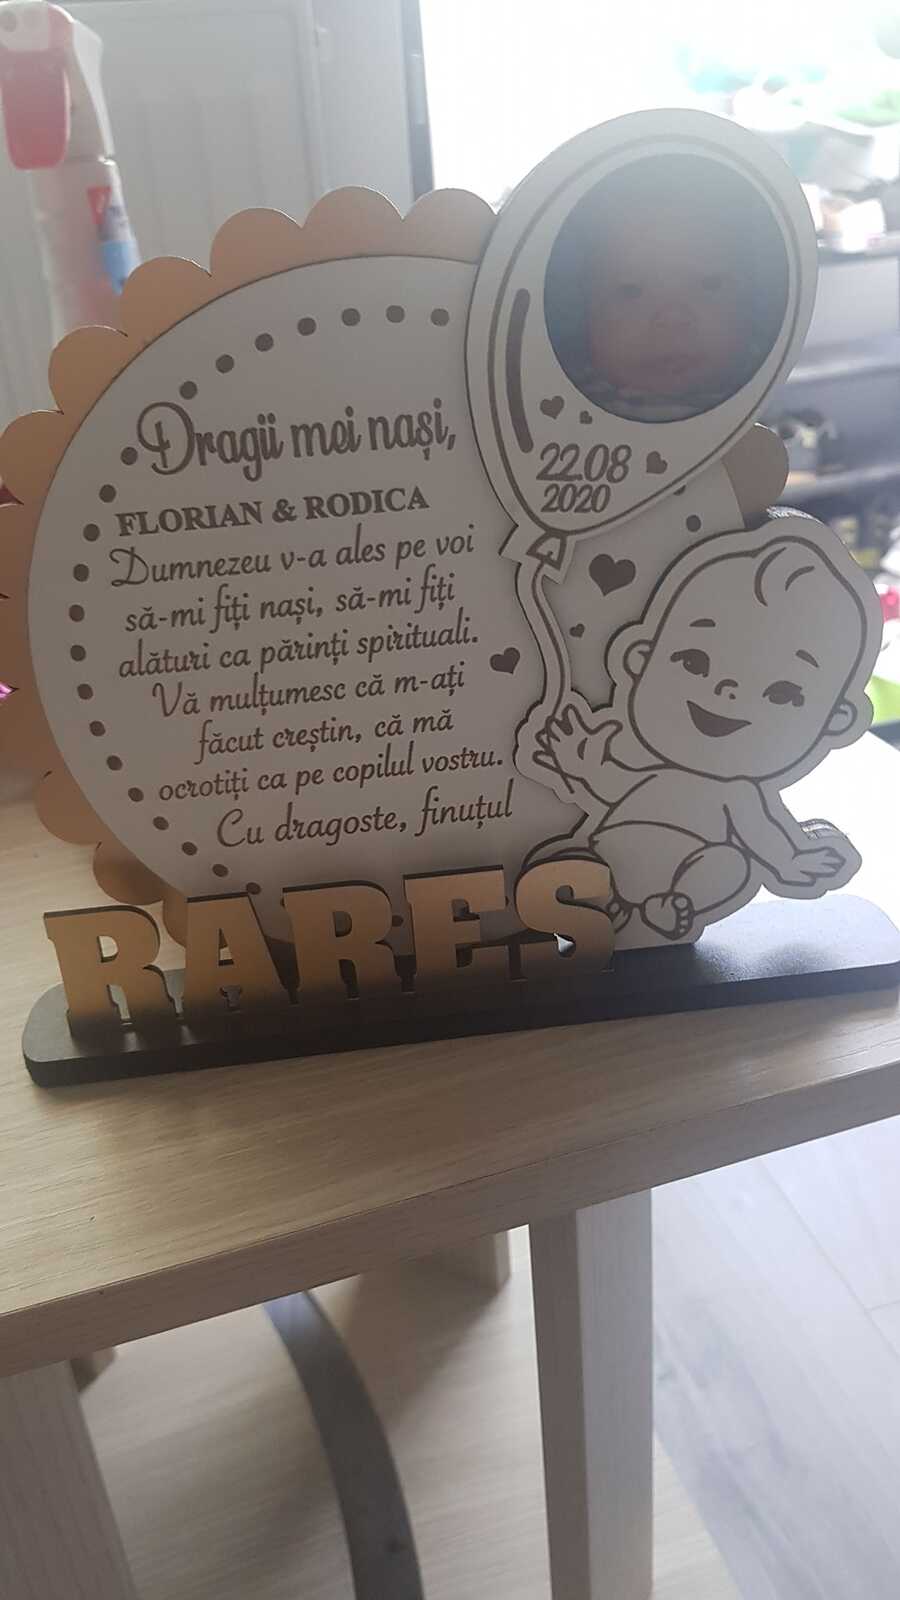 Dragii mei nași,
FLORIAN & RODICA
Dumnezeu v-a ales pe voi
să-mi fiți nași, să-mi fiți
alături ca părinți spirituali.
Vă mulțumesc că m-ați
făcut creștin, că mă
ocrotiți ca pe copilul vostru.
Cu dragoste, finuțul
RARES
22.08
2020